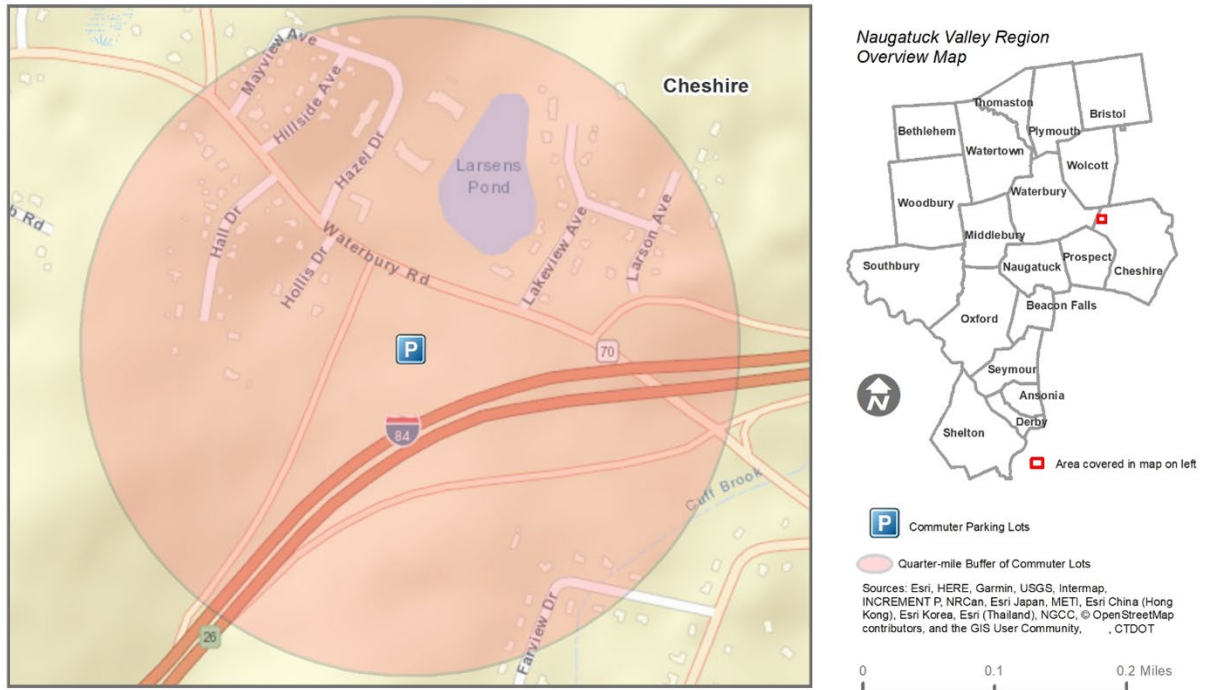 Mayview Ave
Hillside Ave
Hazel Dr
Cheshire
Larsens
Pond
b Rd
Hall Dr
Hollis Dr
Waterbury Rd
Lakeview Ave
Larson Ave
P
70
84
Cuff Brook
26
Farview Dr
Naugatuck Valley Region
Overview Map
Thomaston
Bristol
Bethlehem
Plymouth
Watertown
Wolcott
Waterbury
Woodbury
Middlebury
Southbury
Naugatuck
Prospect
Cheshire
Beacon Falls
Oxford
Seymour
Ansonia
Derby
Shelton
N
Area covered in map on left
P Commuter Parking Lots
Quarter-mile Buffer of Commuter Lots
Sources: Esri, HERE, Garmin, USGS, Intermap,
INCREMENT P, NRCan, Esri Japan, METI, Esri China (Hong
Kong), Esri Korea, Esri (Thailand), NGCC, © OpenStreetMap
contributors, and the GIS User Community, , CTDOT
0 0.1 0.2 Miles